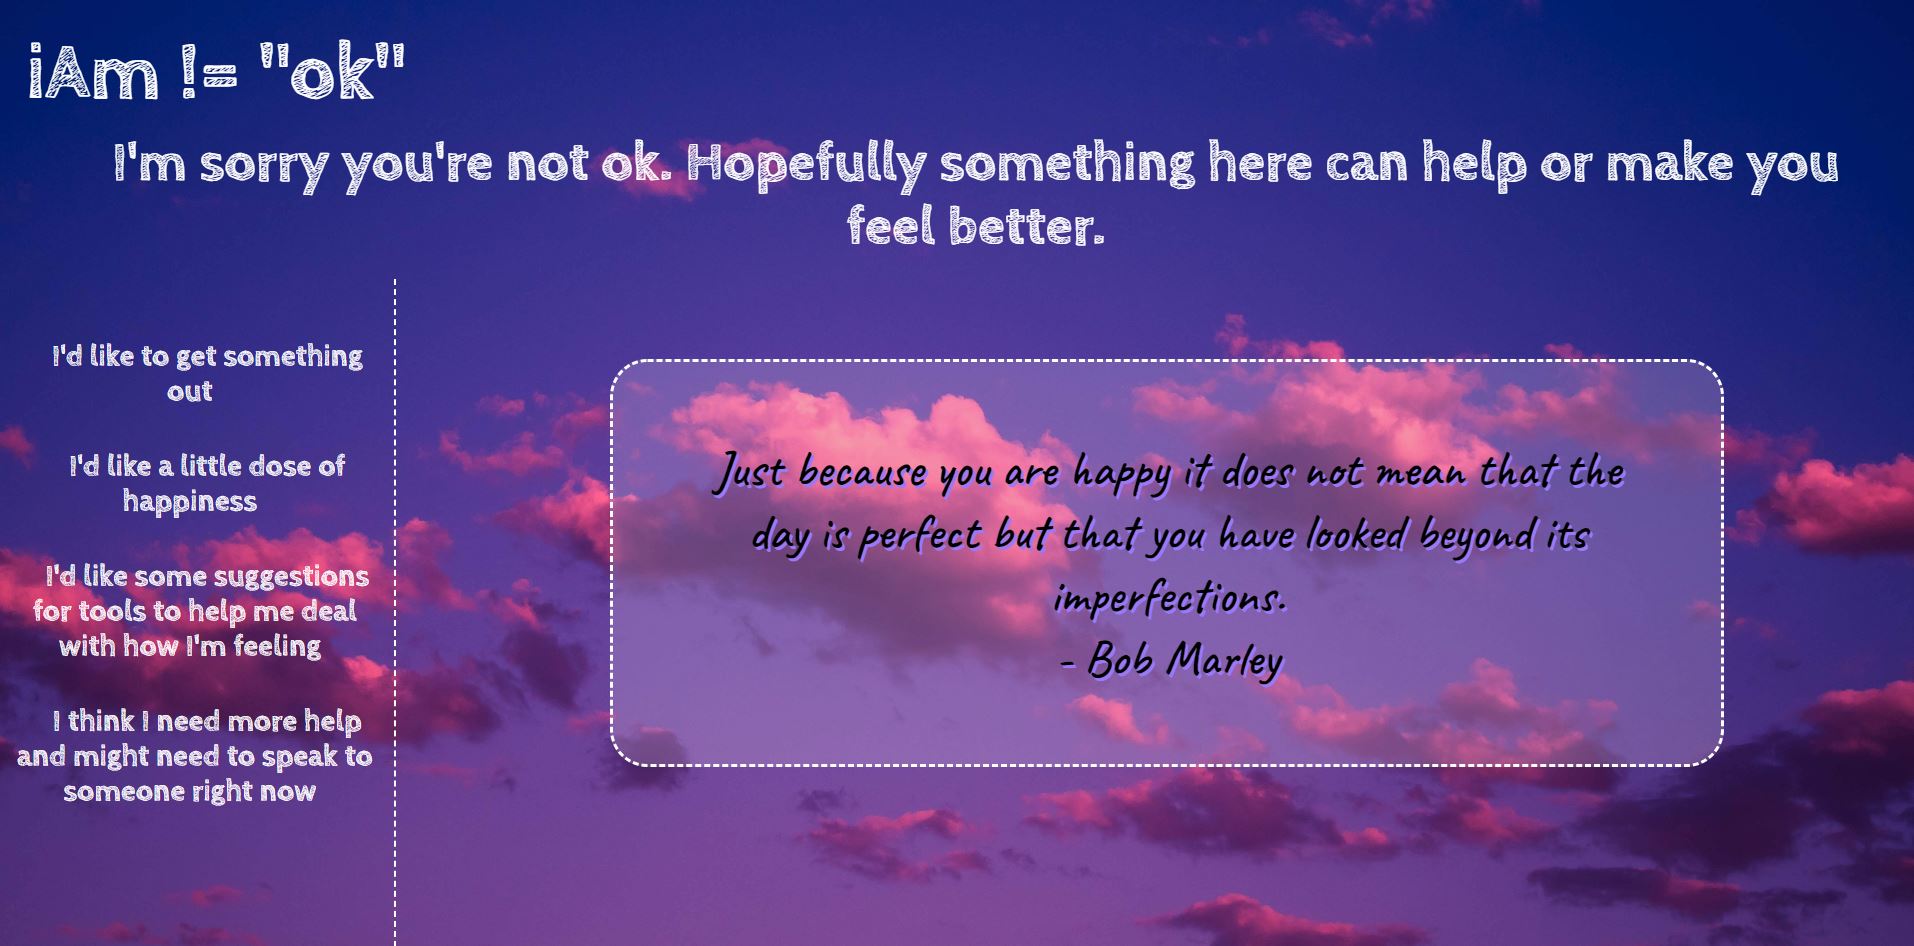 iAm != "ok"
I'm sorry you're not ok. Hopefully something here can help or make you
feel better.
I'd like to get something
out
I'd like a little dose of
happiness
I'd like some suggestions
for tools to help me deal
with how I'm feeling
I think I need more help
and might need to speak to
someone right now
Just because you are happy it does not mean that the
day is perfect but that you have looked beyond its
imperfections.
- Bob Marley